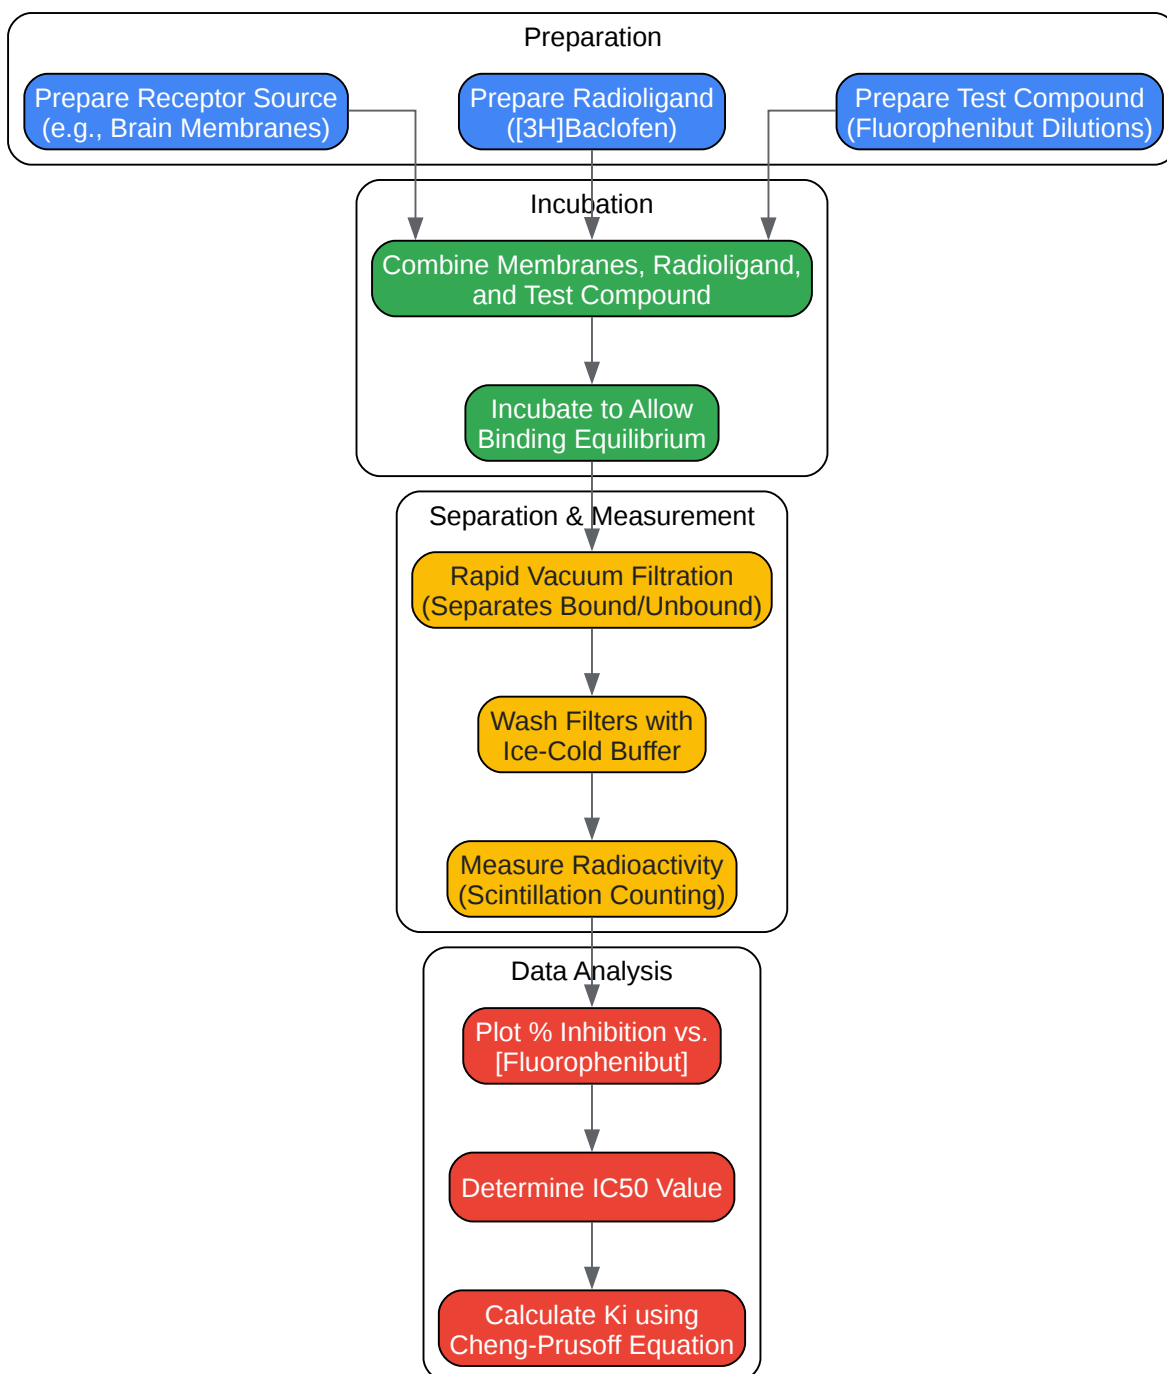 Preparation
Prepare Receptor Source
(e.g., Brain Membranes)
Prepare Radioligand
([3H]Baclofen)
Prepare Test Compound
(Fluorophenibut Dilutions)
Incubation
Combine Membranes, Radioligand,
and Test Compound
Incubate to Allow
Binding Equilibrium
Separation & Measurement
Rapid Vacuum Filtration
(Separates Bound/Unbound)
Wash Filters with
Ice-Cold Buffer
Measure Radioactivity
(Scintillation Counting)
Data Analysis
Plot % Inhibition vs.
[Fluorophenibut]
Determine IC50 Value
Calculate Ki using
Cheng-Prusoff Equation